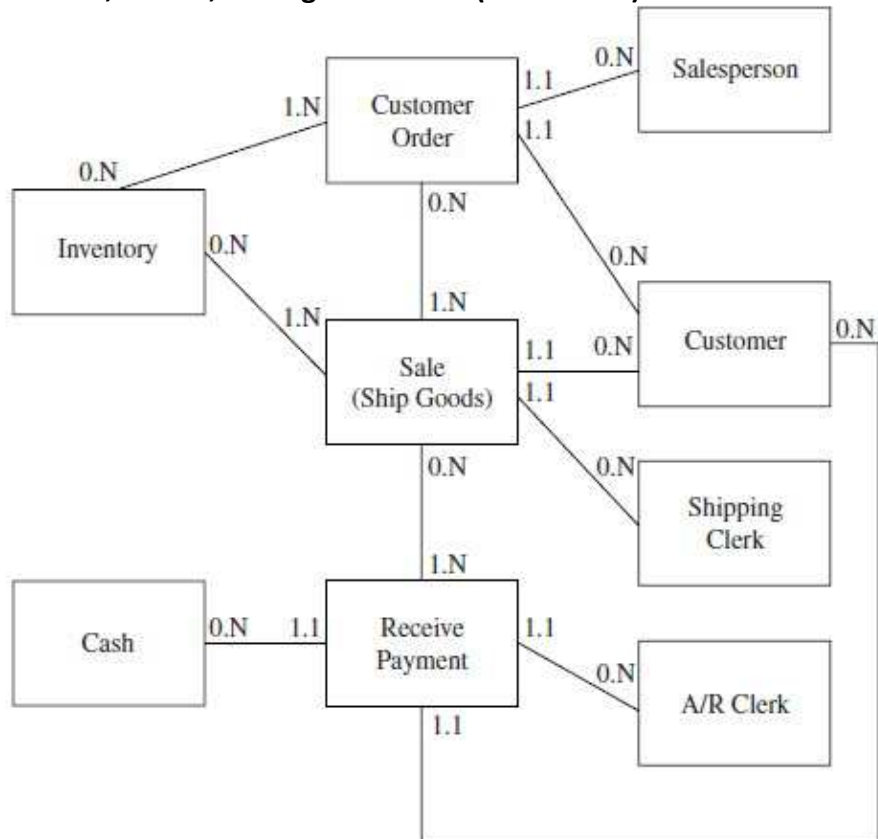 0.N
Salesperson
1.1
1.N
Customer
Order
1.1
0.N
0.N
Inventory
0.N
0.N
1.N
0.N
1.N
Sale
(Ship Goods)
1.1
0.N
Customer
0.N
1.1
0.N
0.N
Shipping
Clerk
1.N
Cash
0.N
1.1
Receive
Payment
1.1
0.N
A/R Clerk
1.1